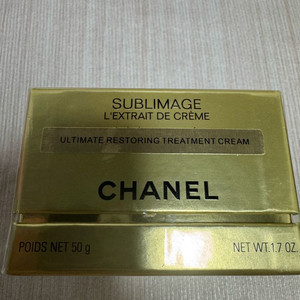 SUBLIMAGE
L'EXTRAIT DE CRÈME
ULTIMATE RESTORING TREATMENT CREAM
CHANEL
POIDS NET 50 g
NET WT. 1.7 OZ.